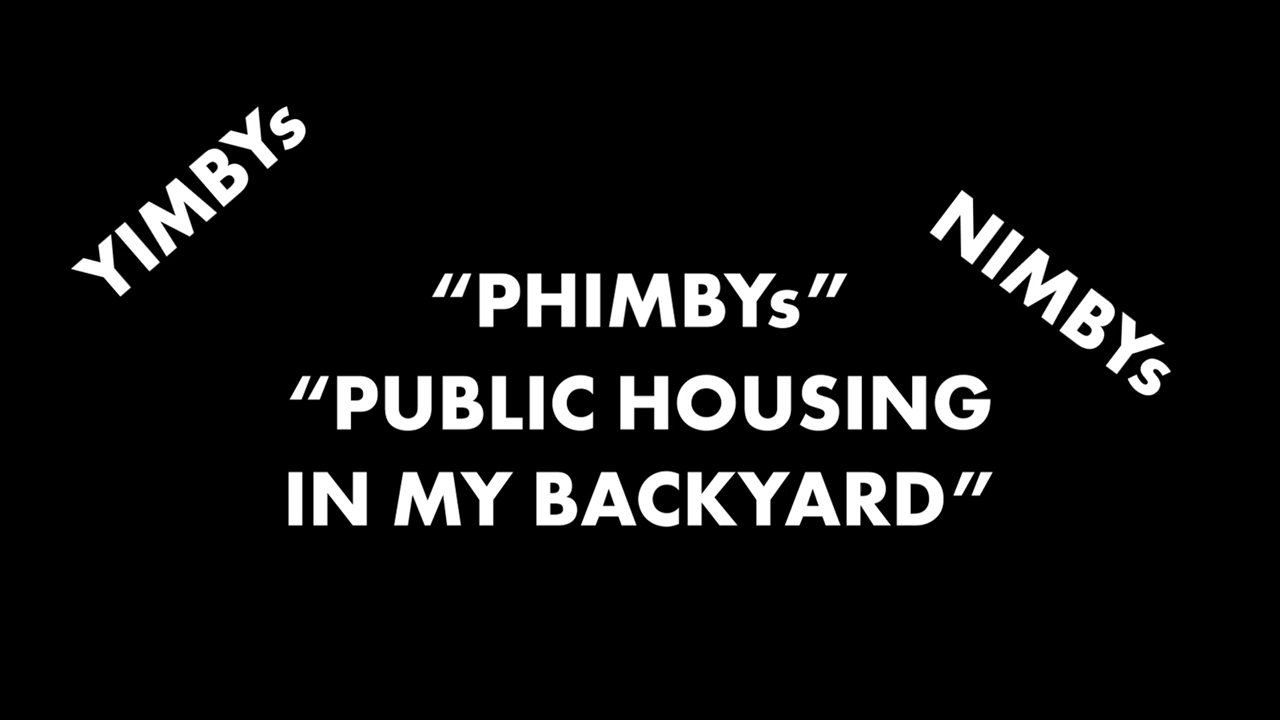 YIMBYs
NIMBYs
“PHIMBYs”
“PUBLIC HOUSING
IN MY BACKYARD”